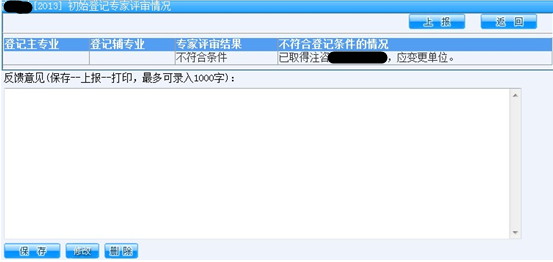 [2013] 初始登记专家评审情况
上 报 返 回
登记主专业 登记辅专业 专家评审结果 不符合登记条件的情况
不符合条件 已取得注咨 ，应变更单位。
反馈意见(保存--上报--打印，最多可录入1000字)：
保 存 修改 删 除